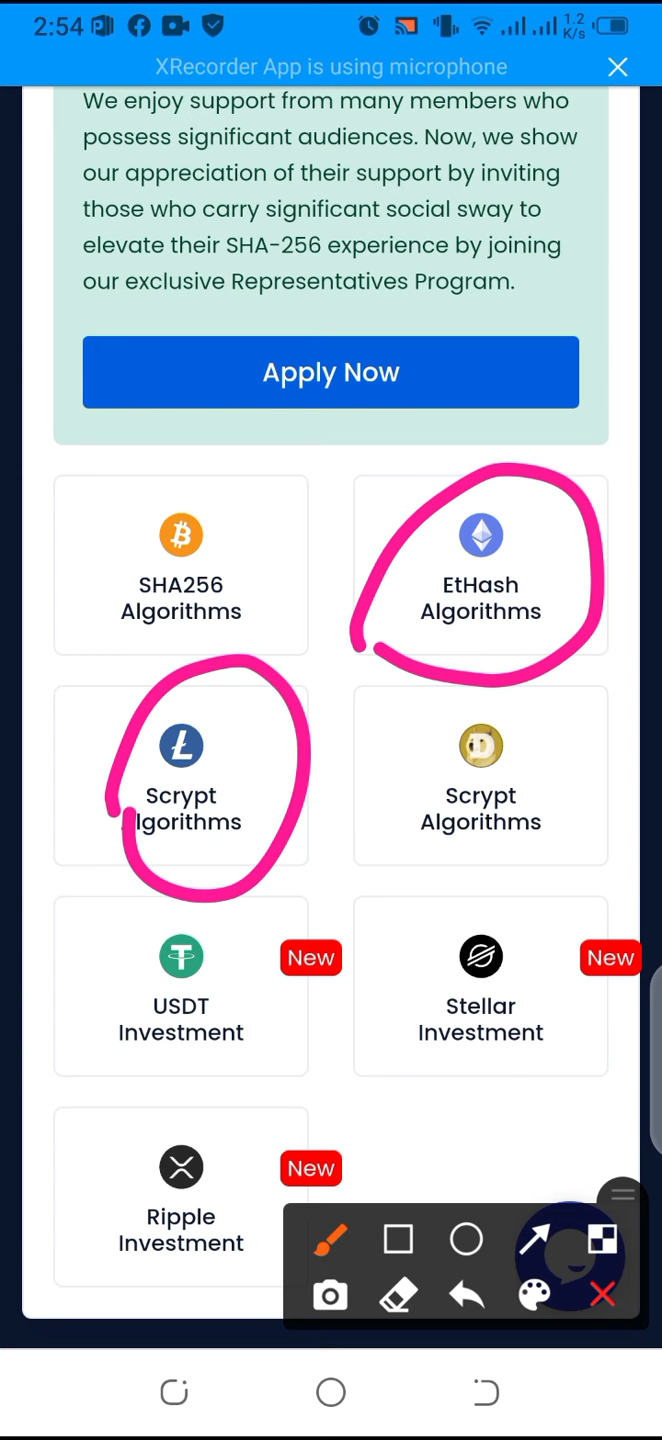 2:54
1.2
K/s
XRecorder App is using microphone
We enjoy support from many members who
possess significant audiences. Now, we show
our appreciation of their support by inviting
those who carry significant social sway to
elevate their SHA-256 experience by joining
our exclusive Representatives Program.
Apply Now
SHA256
Algorithms
EtHash
Algorithms
Scrypt
lgorithms
Scrypt
Algorithms
New
USDT
Investment
New
Stellar
Investment
New
Ripple
Investment